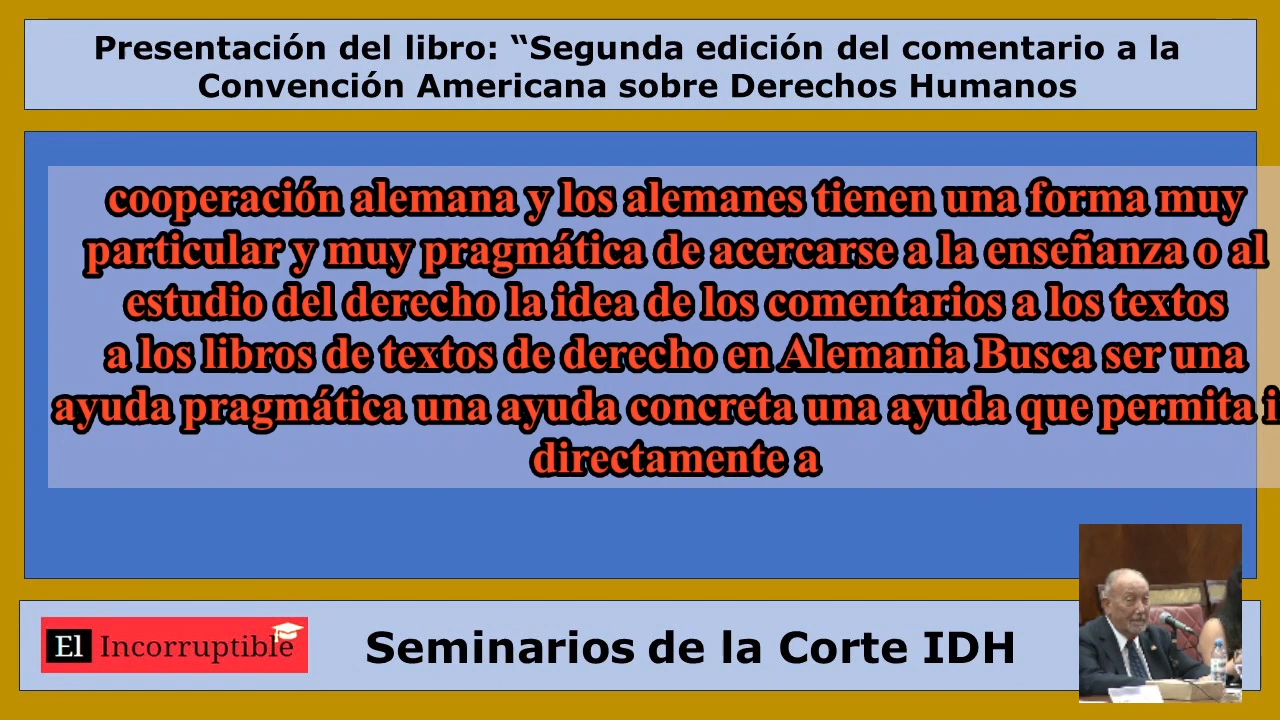 Presentación del libro: “Segunda edición del comentario a la
Convención Americana sobre Derechos Humanos
cooperación alemana y los alemanes tienen una forma muy
particular y muy pragmática de acercarse a la enseñanza o al
estudio del derecho la idea de los comentarios a los textos
a los libros de textos de derecho en Alemania Busca ser una
ayuda pragmática una ayuda concreta una ayuda que permita
directamente a
El Incorruptible
Seminarios de la Corte IDH